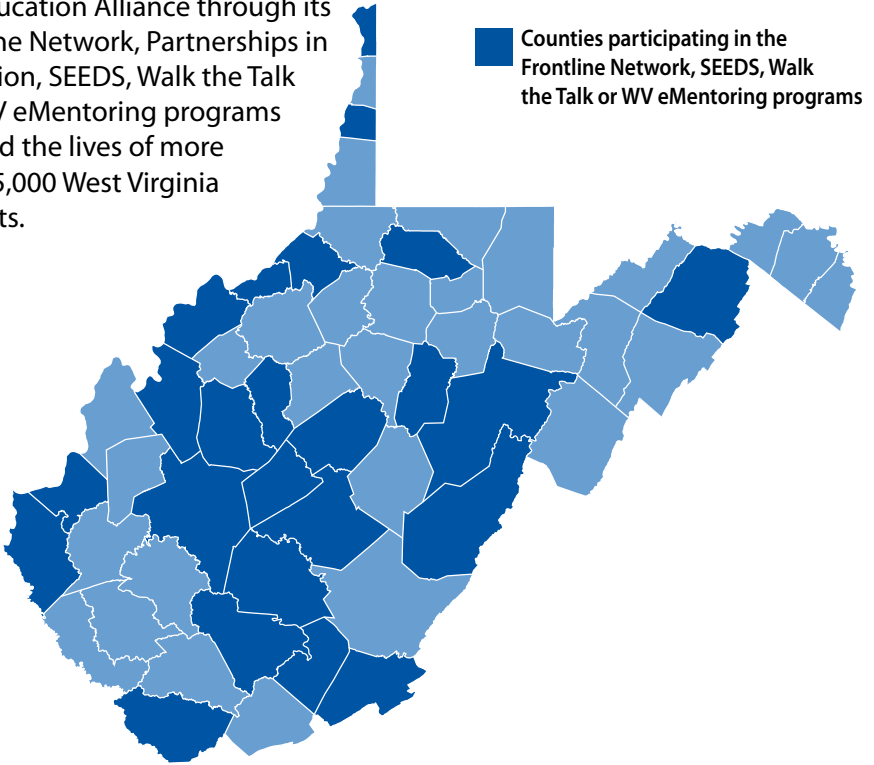 ucation Alliance through its
ne Network, Partnerships in
ion, SEEDS, Walk the Talk
V eMentoring programs
d the lives of more
5,000 West Virginia
ts.
Counties participating in the
Frontline Network, SEEDS, Walk
the Talk or WV eMentoring programs